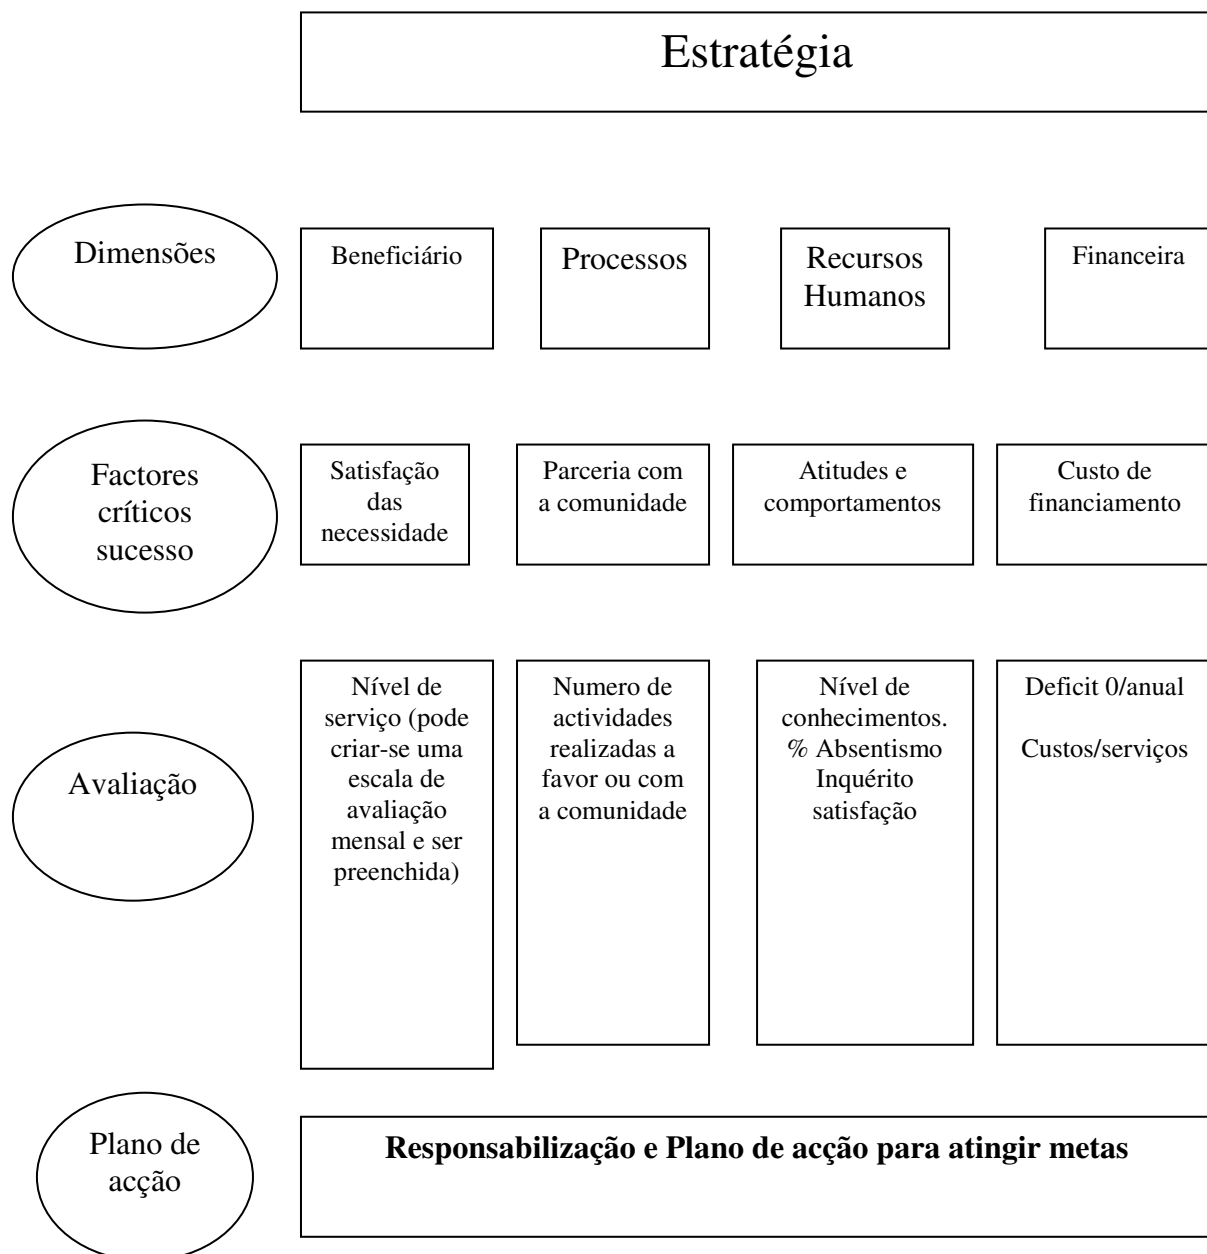 Estratégia
Dimensões
Beneficiário
Processos
Recursos
Humanos
Financeira
Factores
críticos
sucesso
Satisfação
das
necessidade
Parceria com
a comunidade
Atitudes e
comportamentos
Custo de
financiamento
Avaliação
Nível de
serviço (pode
criar-se uma
escala de
avaliação
mensal e ser
preenchida)
Numero de
actividades
realizadas a
favor ou com
a comunidade
Nível de
conhecimentos.
% Absentismo
Inquérito
satisfação
Deficit 0/anual
Custos/serviços
Plano de
acção
Responsabilização e Plano de acção para atingir metas